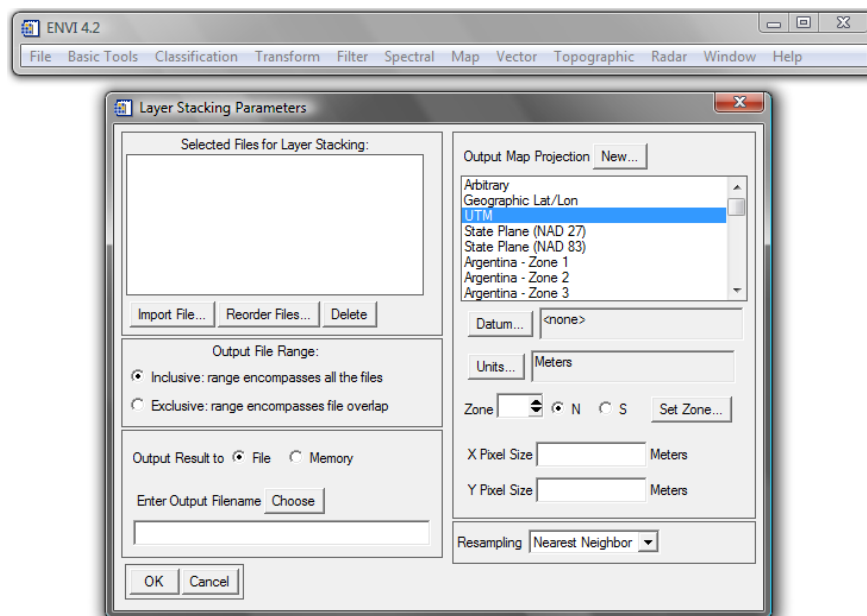 ENVI 4.2
File Basic Tools Classification Transform Filter Spectral Map Vector Topographic Radar Window Help
Layer Stacking Parameters
Selected Files for Layer Stacking:
Import File... Reorder Files... Delete
Output File Range:
Inclusive: range encompasses all the files
Exclusive: range encompasses file overlap
Output Result to File Memory
Enter Output Filename Choose
OK Cancel
Output Map Projection New...
Arbitrary
Geographic Lat/Lon
UTM
State Plane (NAD 27)
State Plane (NAD 83)
Argentina - Zone 1
Argentina - Zone 2
Argentina - Zone 3
Datum... <none>
Units... Meters
Zone N S Set Zone...
X Pixel Size Meters
Y Pixel Size Meters
Resampling Nearest Neighbor